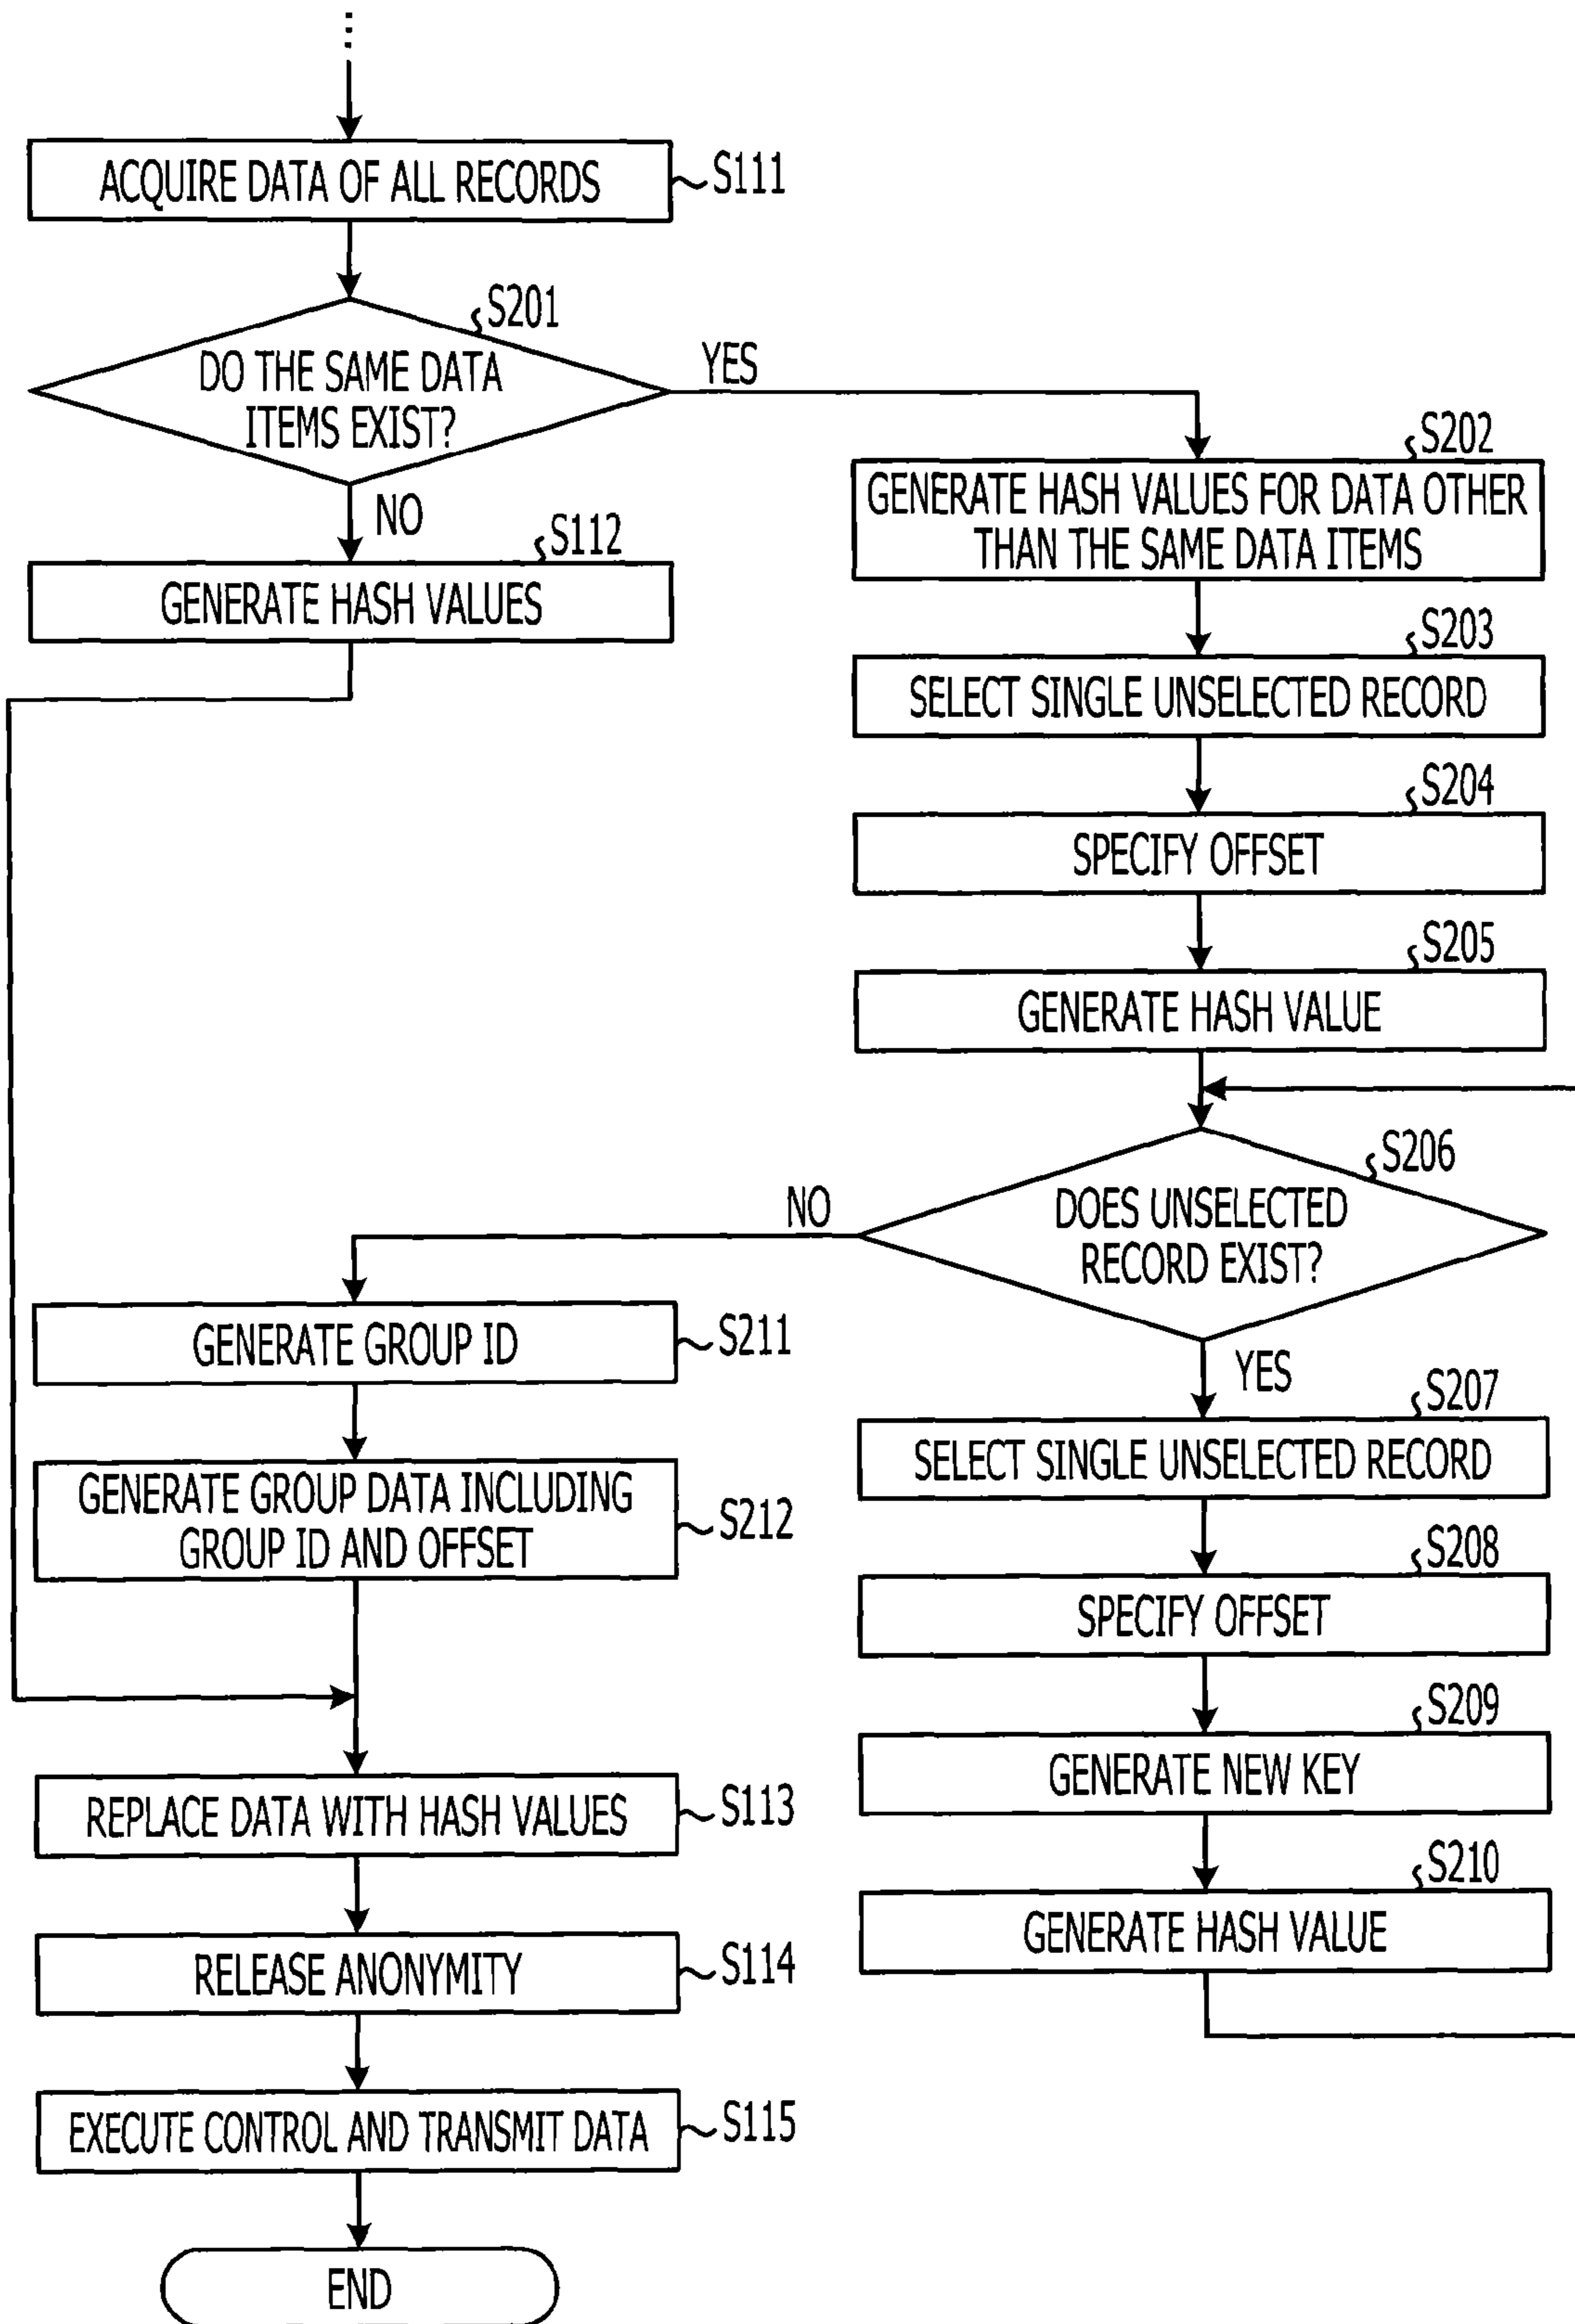 ACQUIRE DATA OF ALL RECORDS
S111
S201
DO THE SAME DATA
ITEMS EXIST?
YES
NO
S112
GENERATE HASH VALUES
S202
GENERATE HASH VALUES FOR DATA OTHER
THAN THE SAME DATA ITEMS
S203
SELECT SINGLE UNSELECTED RECORD
S204
SPECIFY OFFSET
S205
GENERATE HASH VALUE
S206
DOES UNSELECTED
RECORD EXIST?
NO
YES
GENERATE GROUP ID
S211
GENERATE GROUP DATA INCLUDING
GROUP ID AND OFFSET
S212
S207
SELECT SINGLE UNSELECTED RECORD
S208
SPECIFY OFFSET
S209
GENERATE NEW KEY
S210
GENERATE HASH VALUE
REPLACE DATA WITH HASH VALUES
S113
RELEASE ANONYMITY
S114
EXECUTE CONTROL AND TRANSMIT DATA
S115
END